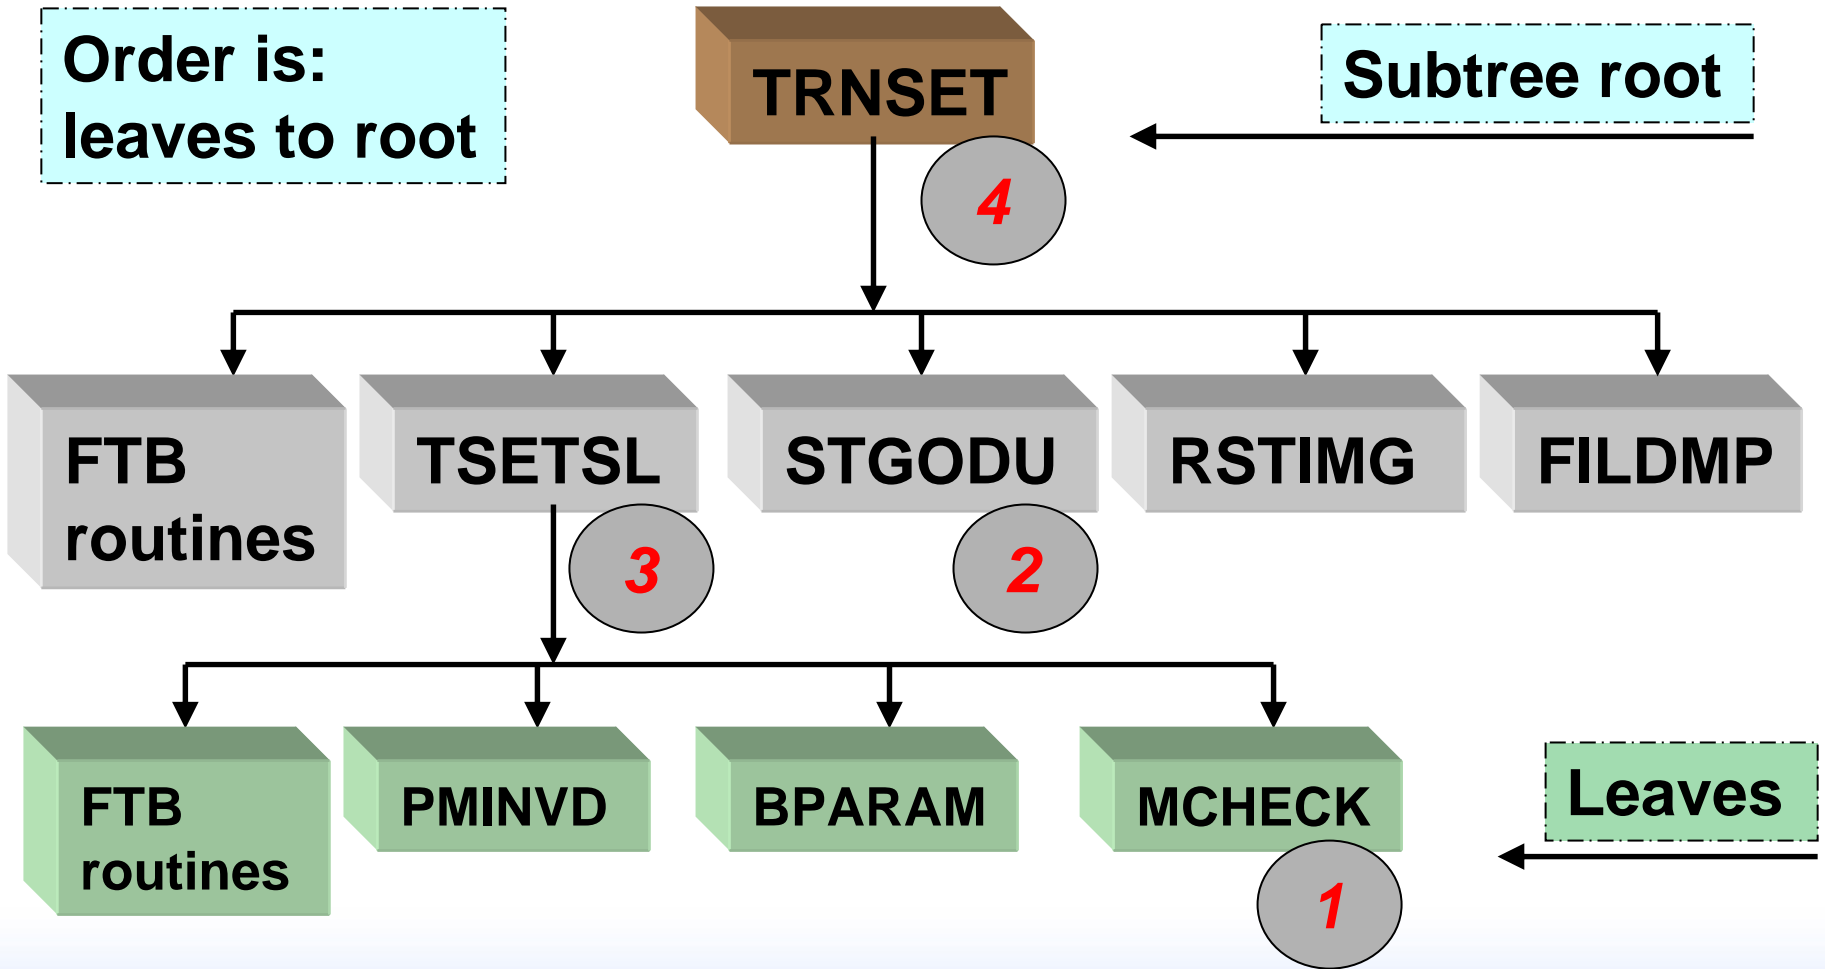 Order is:
leaves to root
TRNSET
Subtree root
4
FTB
routines
TSETSL
STGODU
RSTIMG
FILDMP
3
2
FTB
routines
PMINVD
BPARAM
MCHECK
Leaves
1